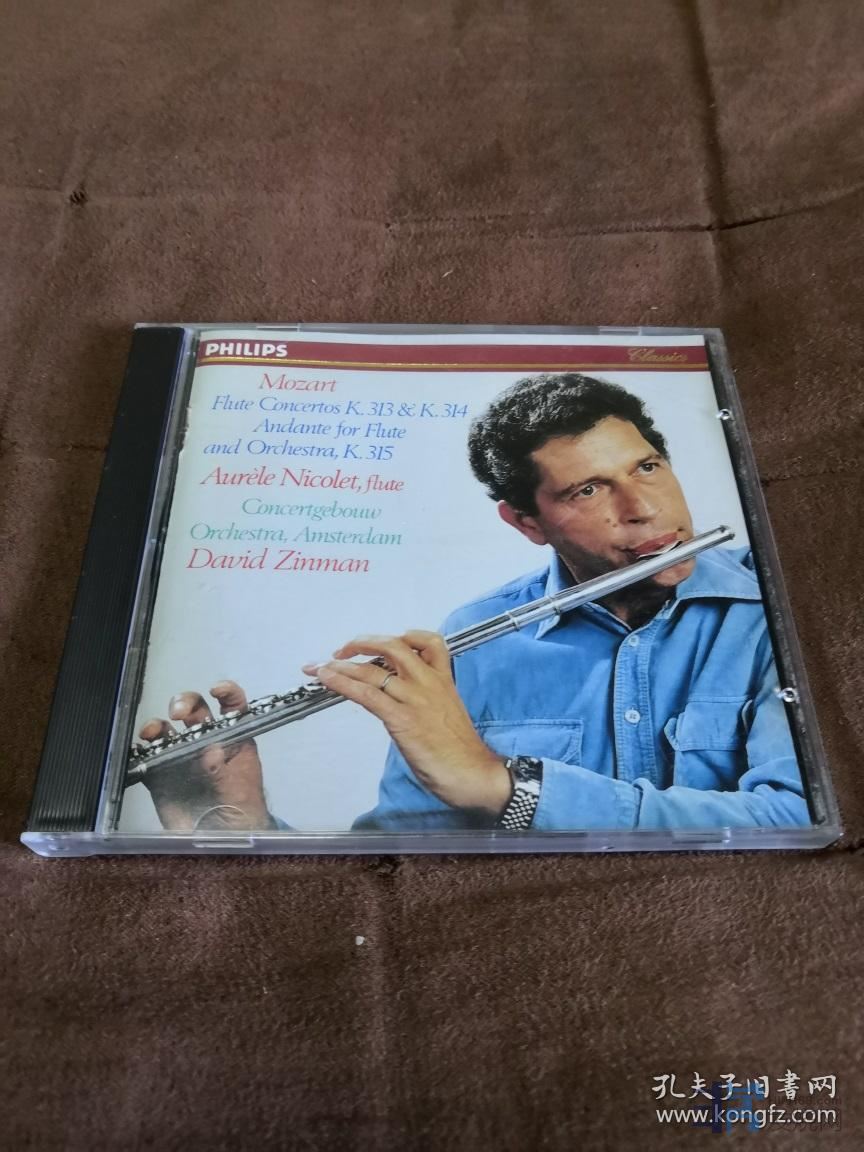 PHILIPS
Classics
Mozart
Flute Concertos K. 313 & K. 314
Andante for Flute
and Orchestra, K. 315
Aurèle Nicolet, flute
Concertgebouw
Orchestra, Amsterdam
David Zinman
孔夫子旧書网
www.kongfz.com